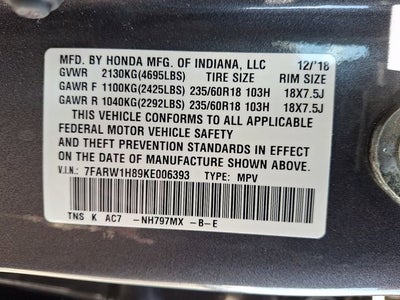 MFD. BY HONDA MFG. OF INDIANA, LLC 12/'18
GVWR 2130KG(4695LBS) TIRE SIZE RIM SIZE
GAWR F 1100KG(2425LBS) 235/60R18 103H 18X7.5J
GAWR R 1040KG(2292LBS) 235/60R18 103H 18X7.5J
THIS VEHICLE CONFORMS TO ALL APPLICABLE
FEDERAL MOTOR VEHICLE SAFETY
AND THEFT PREVENTION STANDARDS IN EFFECT
ON THE DATE OF MANUFACTURE SHOWN ABOVE.
V.I.N.: 7FARW1H89KE006393 TYPE: MPV
TNS K AC7 -NH797MX -B-E